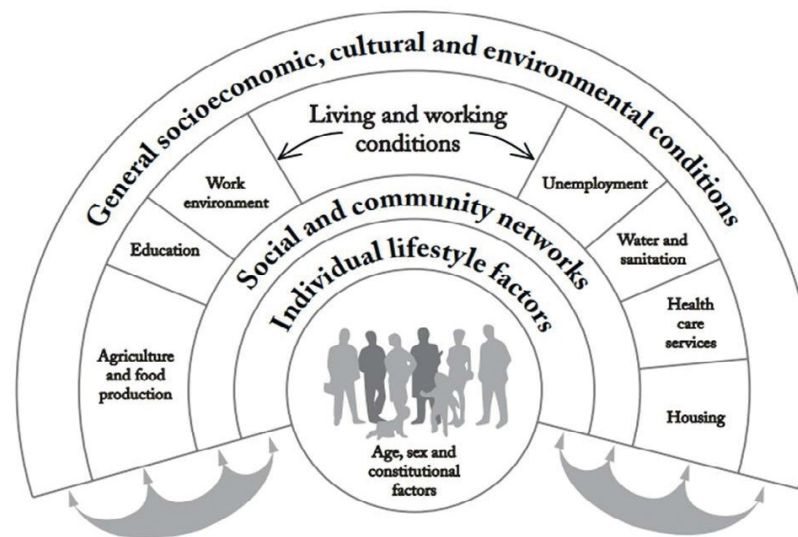 General socioeconomic, cultural and environmental conditions
Living and working
conditions
Work
environment
Unemployment
Education
Water and
sanitation
Agriculture
and food
production
Health
care
services
Housing
Social and community networks
Individual lifestyle factors
Age, sex and
constitutional
factors